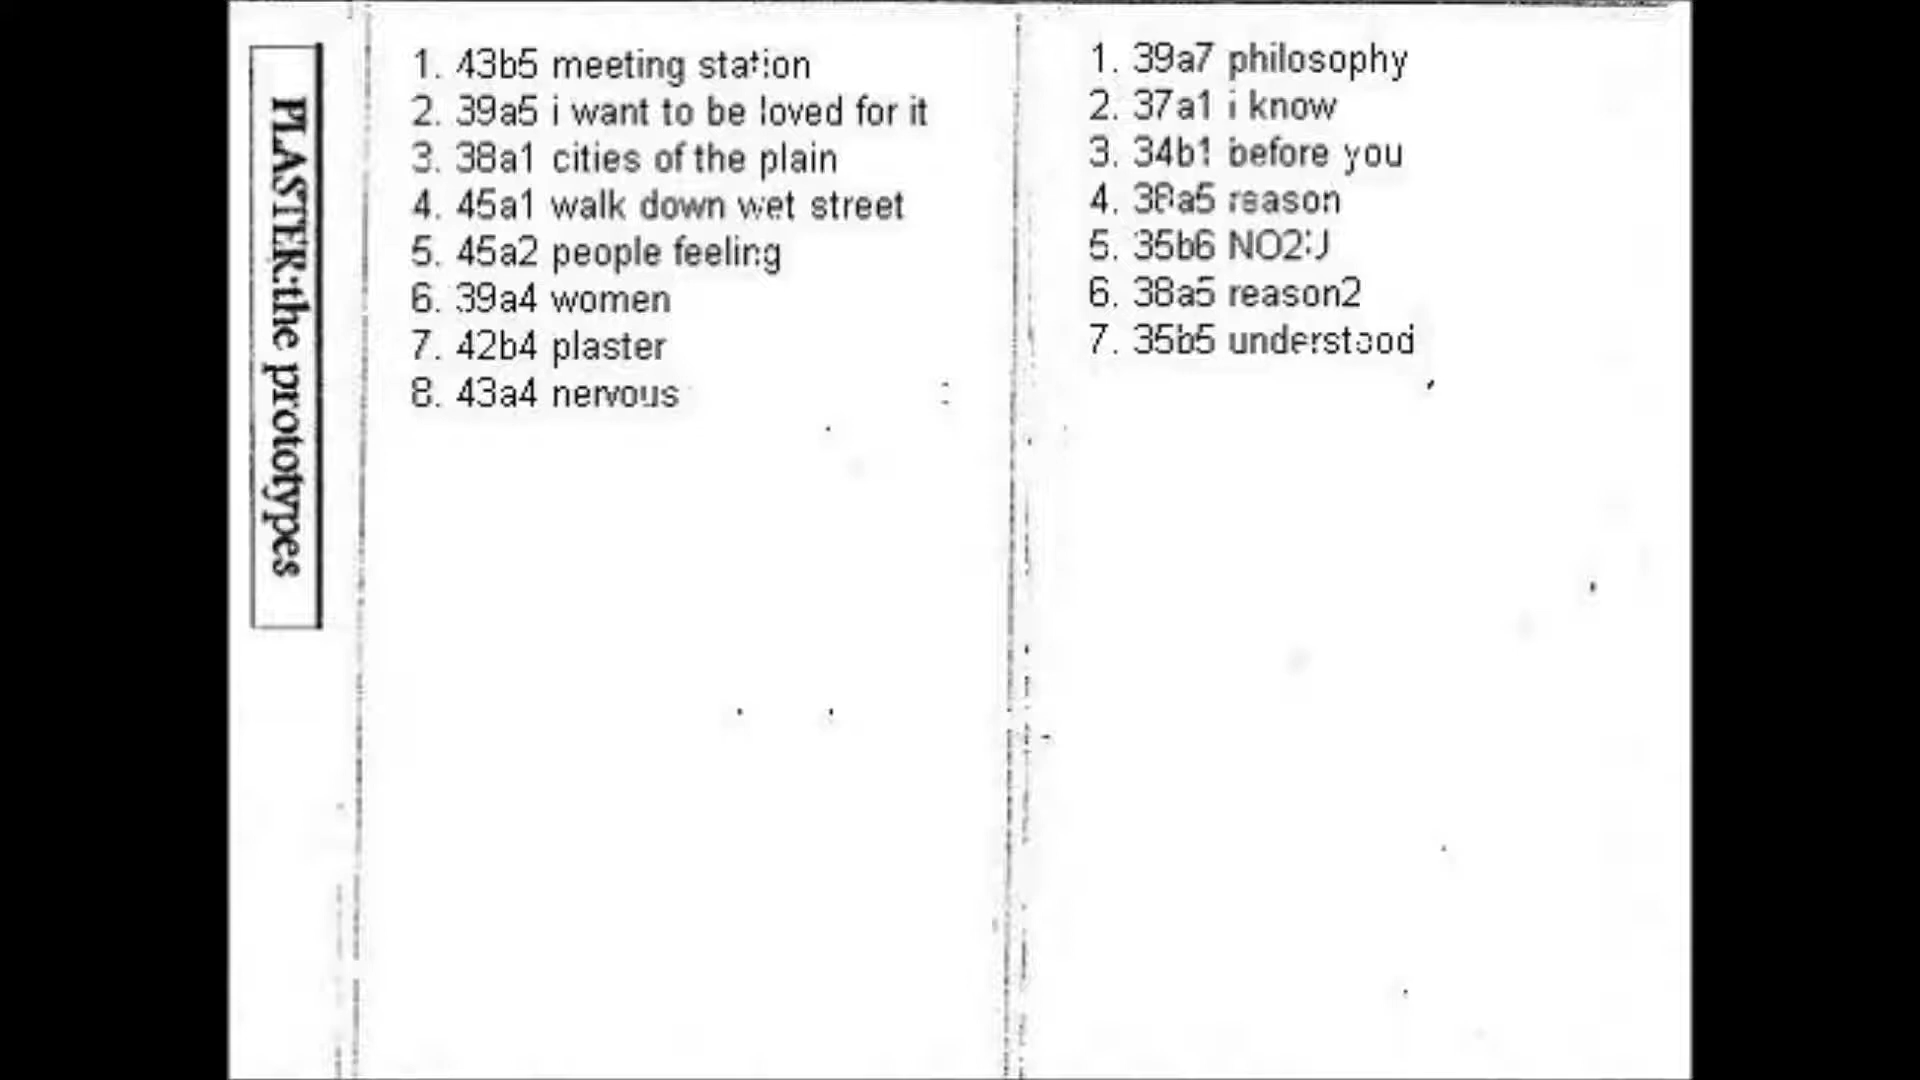 PLASTER:the prototypes
1. 43b5 meeting station
2. 39a5 i want to be loved for it
3. 38a1 cities of the plain
4. 45a1 walk down wet street
5. 45a2 people feeling
6. 39a4 women
7. 42b4 plaster
8. 43a4 nervous
1. 39a7 philosophy
2. 37a1 i know
3. 34b1 before you
4. 38a5 reason
5. 35b6 NO2:J
6. 38a5 reason2
7. 35b5 understood